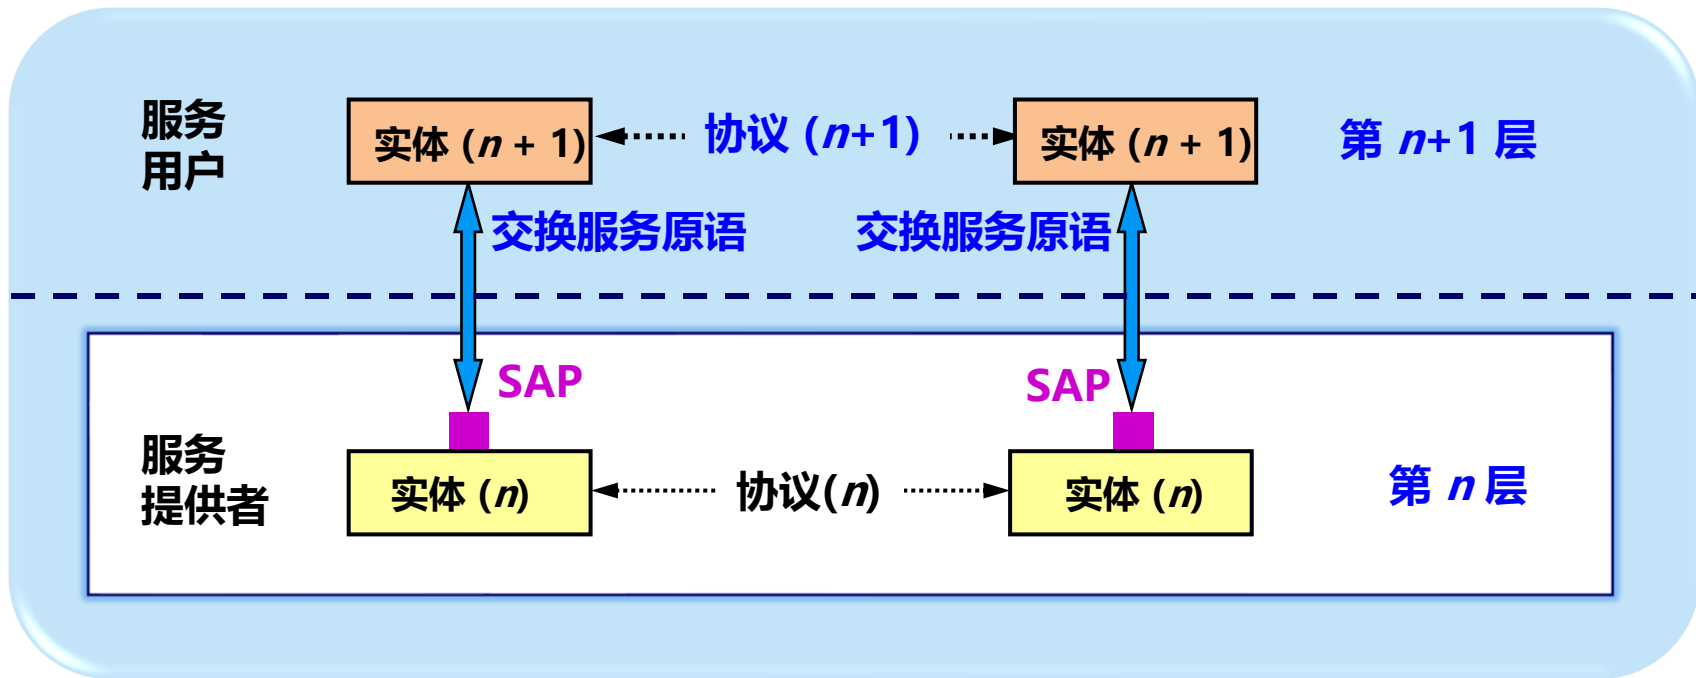 服务
用户
实体 (n + 1)
协议 (n+1)
实体 (n + 1)
第 n+1 层
交换服务原语
交换服务原语
SAP
SAP
服务
提供者
实体 (n)
协议(n)
实体 (n)
第 n 层